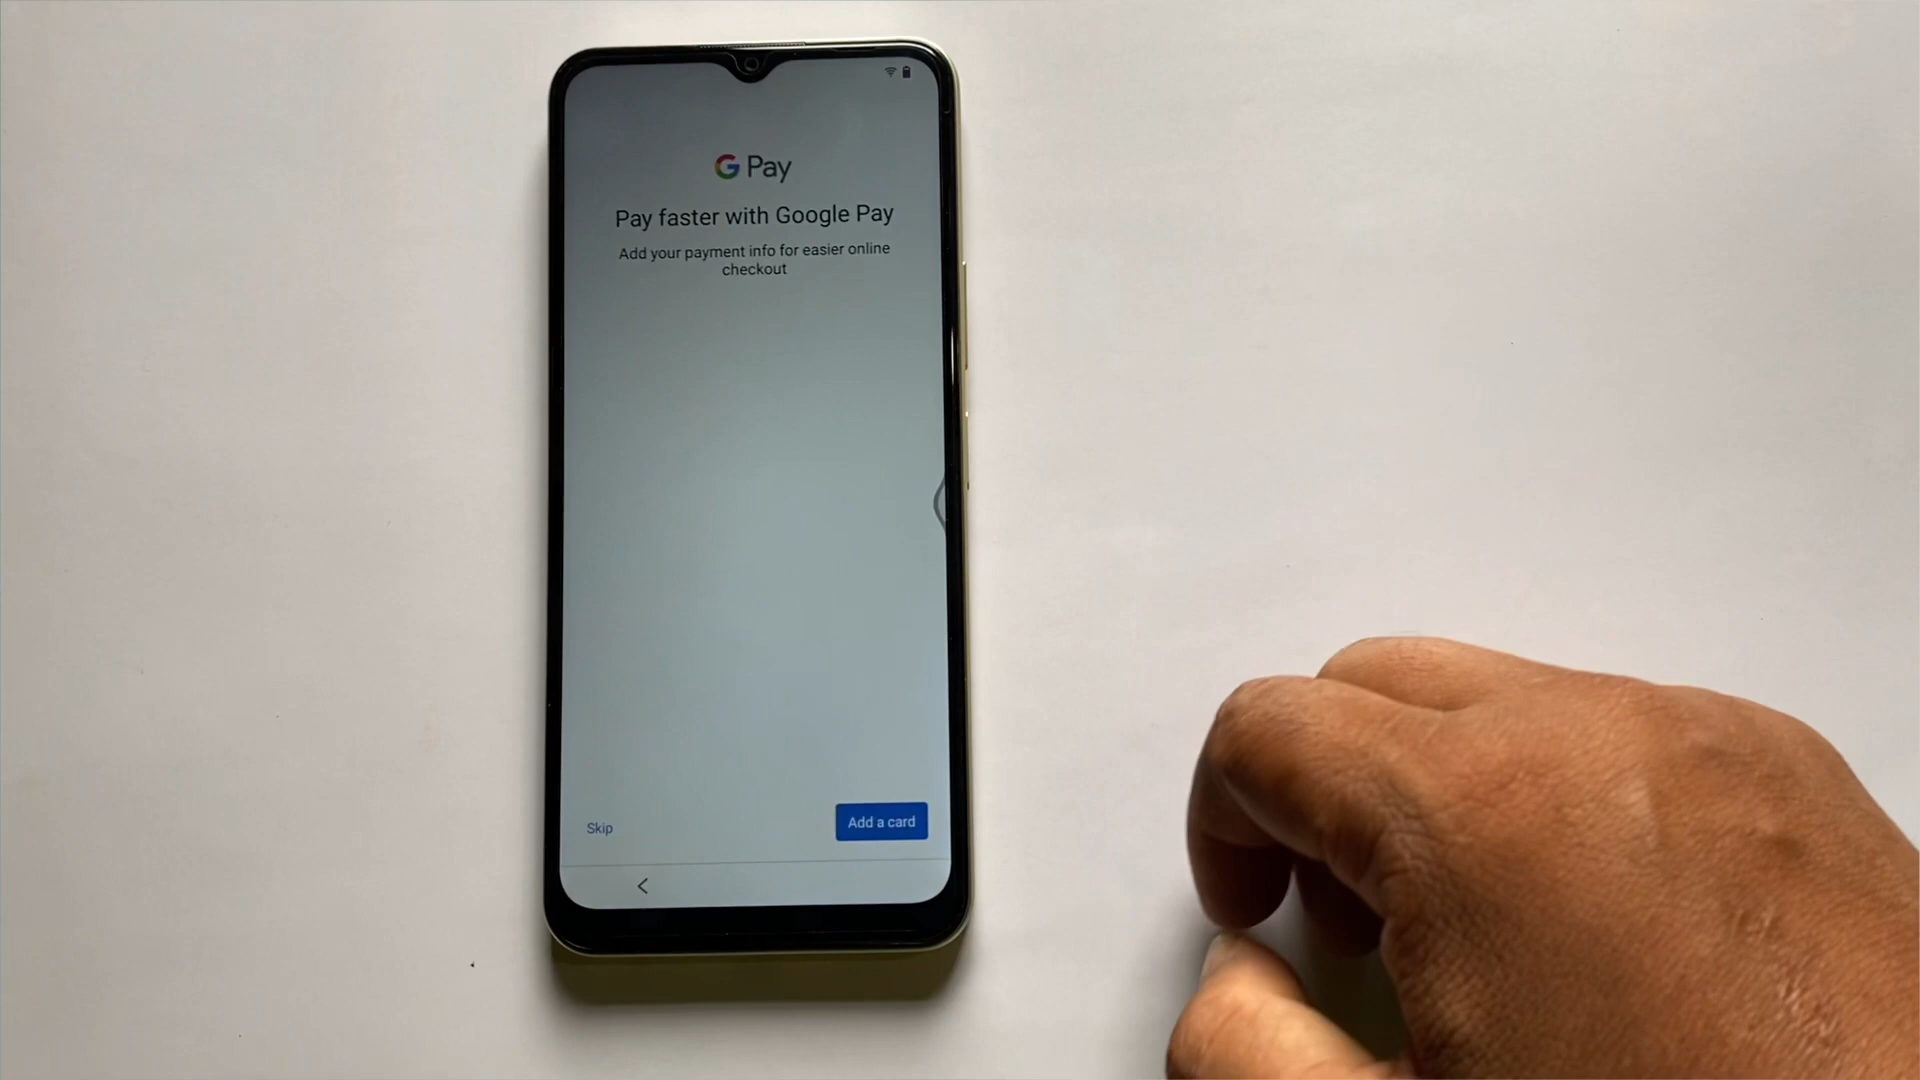 G Pay
Pay faster with Google Pay
Add your payment info for easier online
checkout
Skip
Add a card